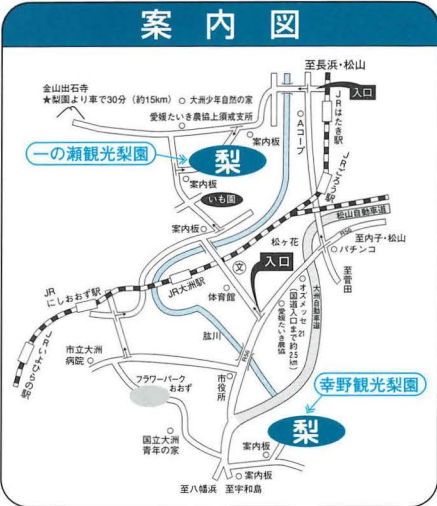 案内図
至長浜・松山
金山出石寺
★梨園より車で30分（約15km）
大洲少年自然の家
愛媛たいき農協上須戒支所
入口
JRはたき駅
Aコープ
一の瀬観光梨園
梨
案内板
案内板
いも園
JRごろう駅
案内板
松山自動車道
松ヶ花
R56
至内子・松山
パチンコ
文
入口
至菅田
JRにしおおず駅
JR大洲駅
体育館
オズメッセ21
（国道入口まで約2.5km）
愛媛たいき農協
大洲自動車道
JRいよひらの駅
肱川
R56
市立大洲病院
フラワーパークおおず
市役所
幸野観光梨園
梨
国立大洲青年の家
案内板
案内板
至八幡浜
至宇和島